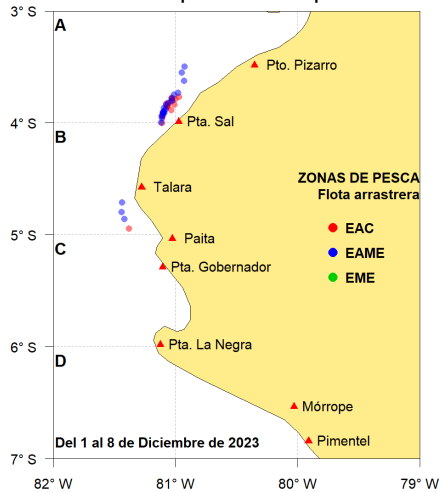 3° S
A
Pto. Pizarro
4° S
Pta. Sal
B
ZONAS DE PESCA
Talara
Flota arrastrera
EAC
5° S
Paita
C
EAME
Pta. Gobernador
EME
6° S
Pta. La Negra
D
Mórrope
Del 1 al 8 de Diciembre de 2023
Pimentel
7° S
82° W
81° W
80° W
79° W